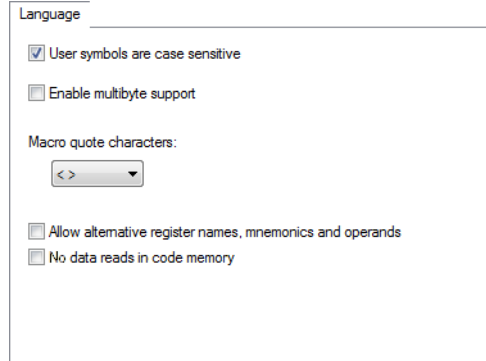 Language
User symbols are case sensitive
Enable multibyte support
Macro quote characters:
< >
Allow alternative register names, mnemonics and operands
No data reads in code memory